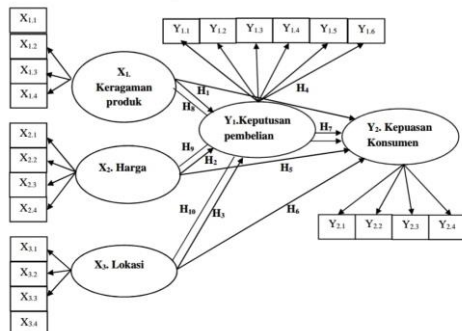 X1.1
X1.2
X1.3
X1.4
Y1.1
Y1.2
Y1.3
Y1.4
Y1.5
Y1.6
X1.
Keragaman
produk
H1
H8
H4
Y1.Keputusan
pembelian
H7
Y2. Kepuasan
Konsumen
X2.1
X2.2
X2.3
X2.4
X2. Harga
H9
H2
H5
H10
H3
H6
Y2.1
Y2.2
Y2.3
Y2.4
X3.1
X3.2
X3.3
X3.4
X3. Lokasi